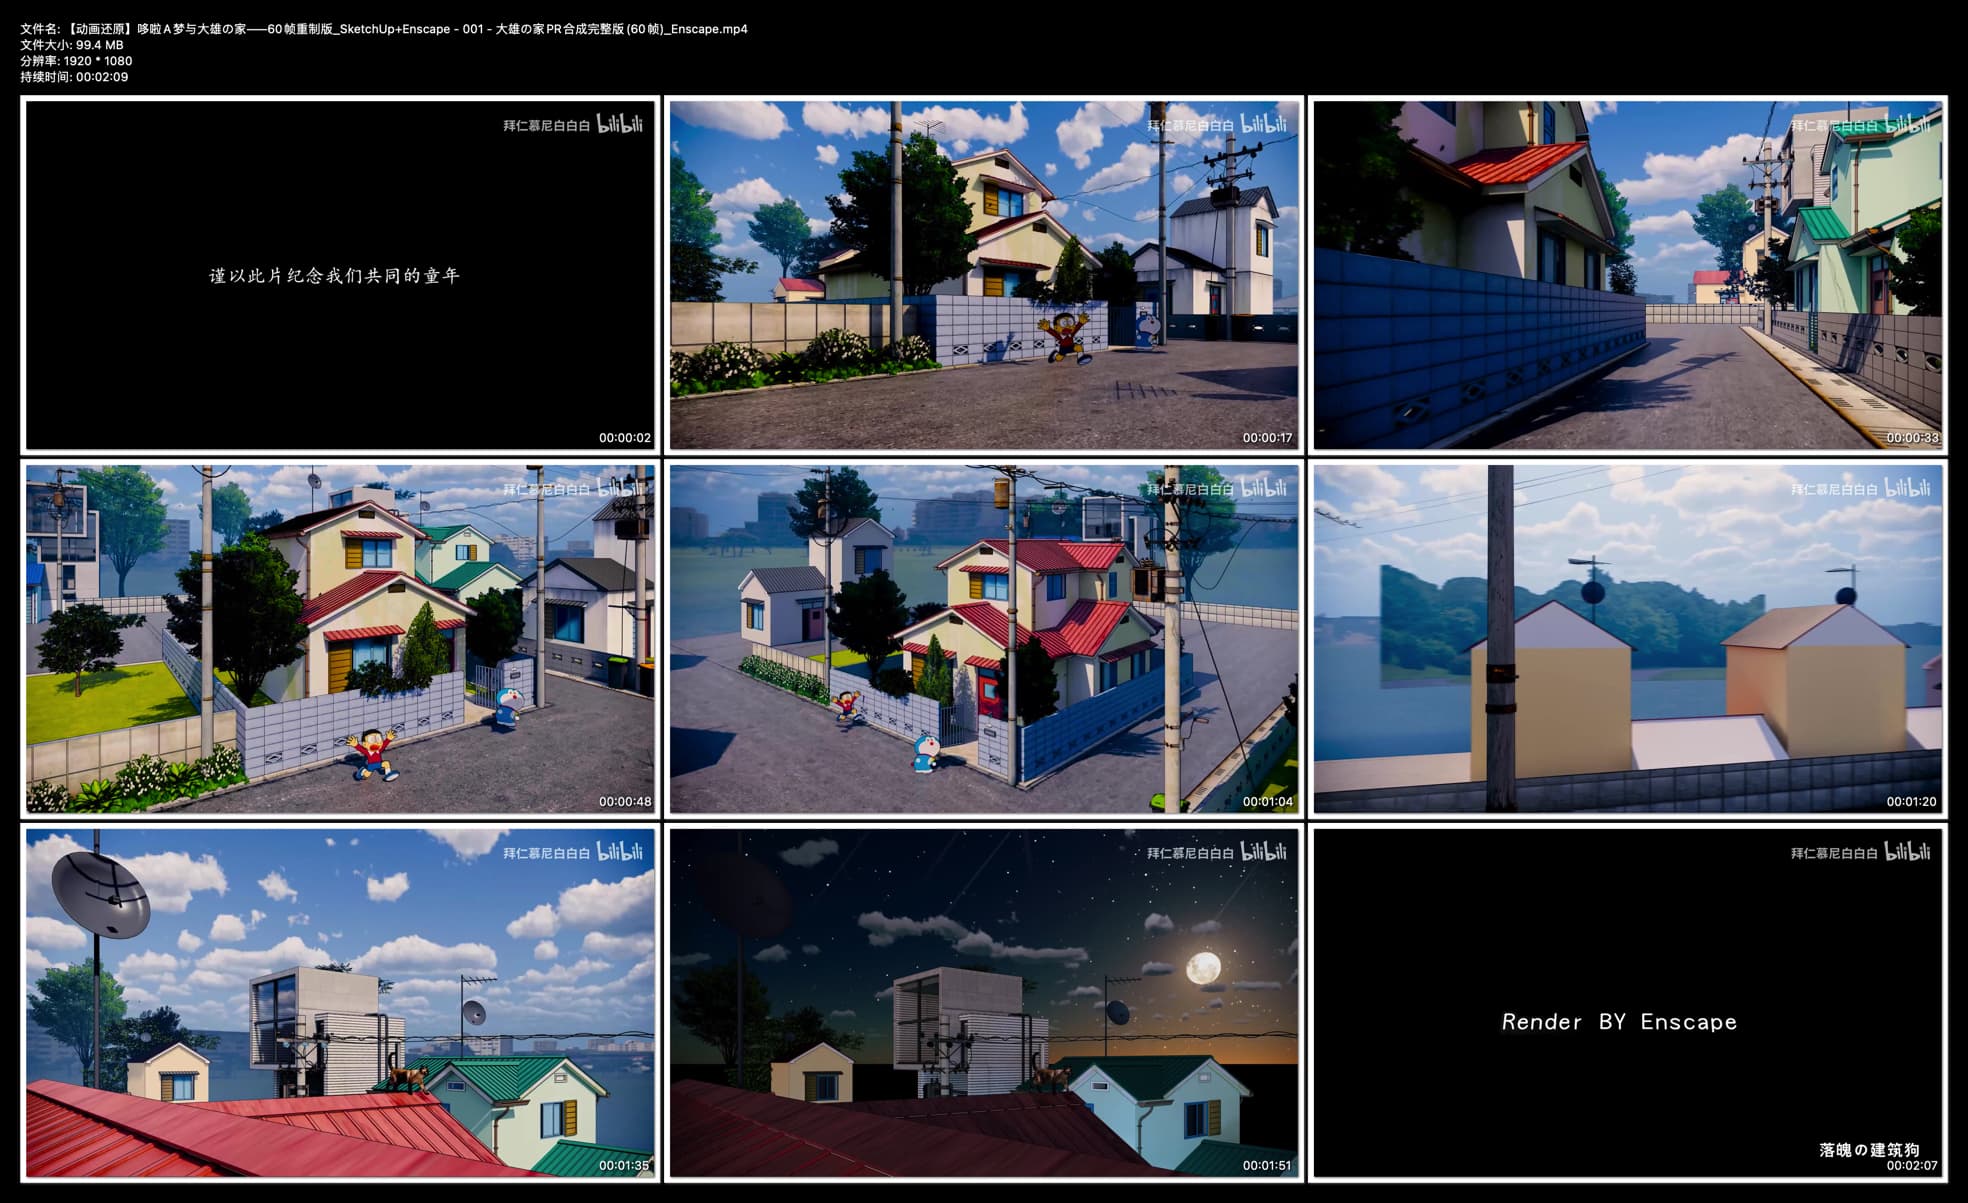 文件名: 【动画还原】哆啦A梦与大雄の家——60帧重制版_SketchUp+Enscape - 001 - 大雄の家PR合成完整版(60帧)_Enscape.mp4
文件大小: 99.4 MB
分辨率: 1920 * 1080
持续时间: 00:02:09
拜仁慕尼白白白 bilibili
谨以此片纪念我们共同的童年
00:00:02
拜仁慕尼白白白 bilibili
00:00:17
拜仁慕尼白白白 bilibili
00:00:33
拜仁慕尼白白白 bilibili
00:00:48
拜仁慕尼白白白 bilibili
00:01:04
拜仁慕尼白白白 bilibili
00:01:20
拜仁慕尼白白白 bilibili
00:01:35
拜仁慕尼白白白 bilibili
00:01:51
拜仁慕尼白白白 bilibili
Render BY Enscape
落魄の建筑狗
00:02:07